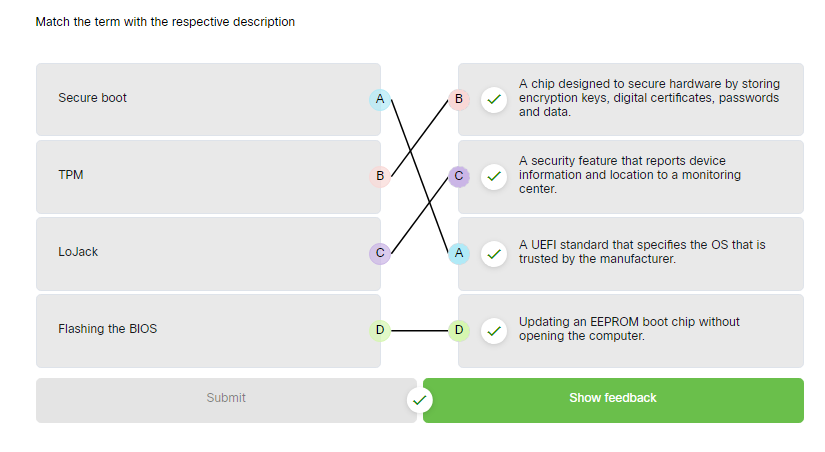 Match the term with the respective description
Secure boot
A
B
A chip designed to secure hardware by storing
encryption keys, digital certificates, passwords
and data.
TPM
B
C
A security feature that reports device
information and location to a monitoring
center.
LoJack
C
A
A UEFI standard that specifies the OS that is
trusted by the manufacturer.
Flashing the BIOS
D
D
Updating an EEPROM boot chip without
opening the computer.
Submit
Show feedback